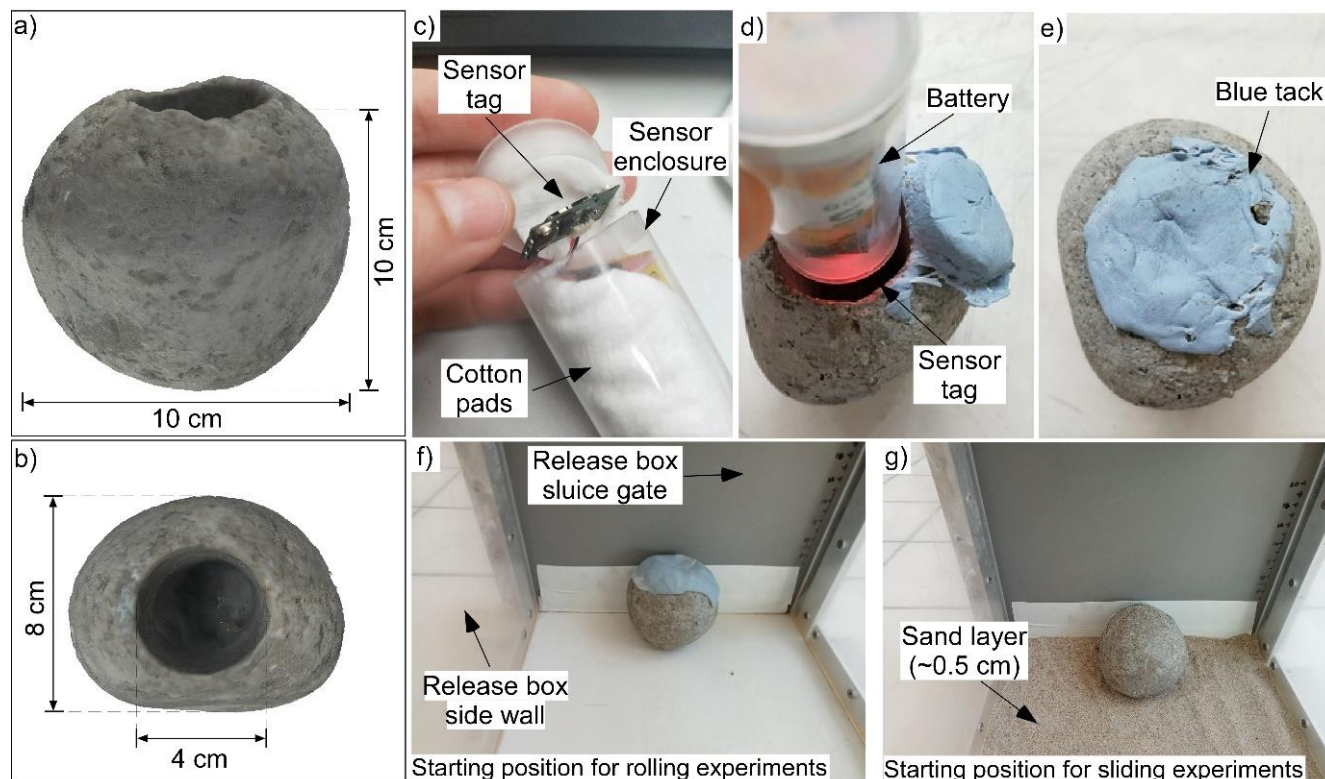 a)
10 cm
10 cm
b)
8 cm
4 cm
c)
Sensor
tag
Sensor
enclosure
Cotton
pads
d)
Battery
Sensor
tag
e)
Blue tack
f)
Release box
sluice gate
Release box
side wall
Starting position for rolling experiments
g)
Sand layer
(~0.5 cm)
Starting position for sliding experiments